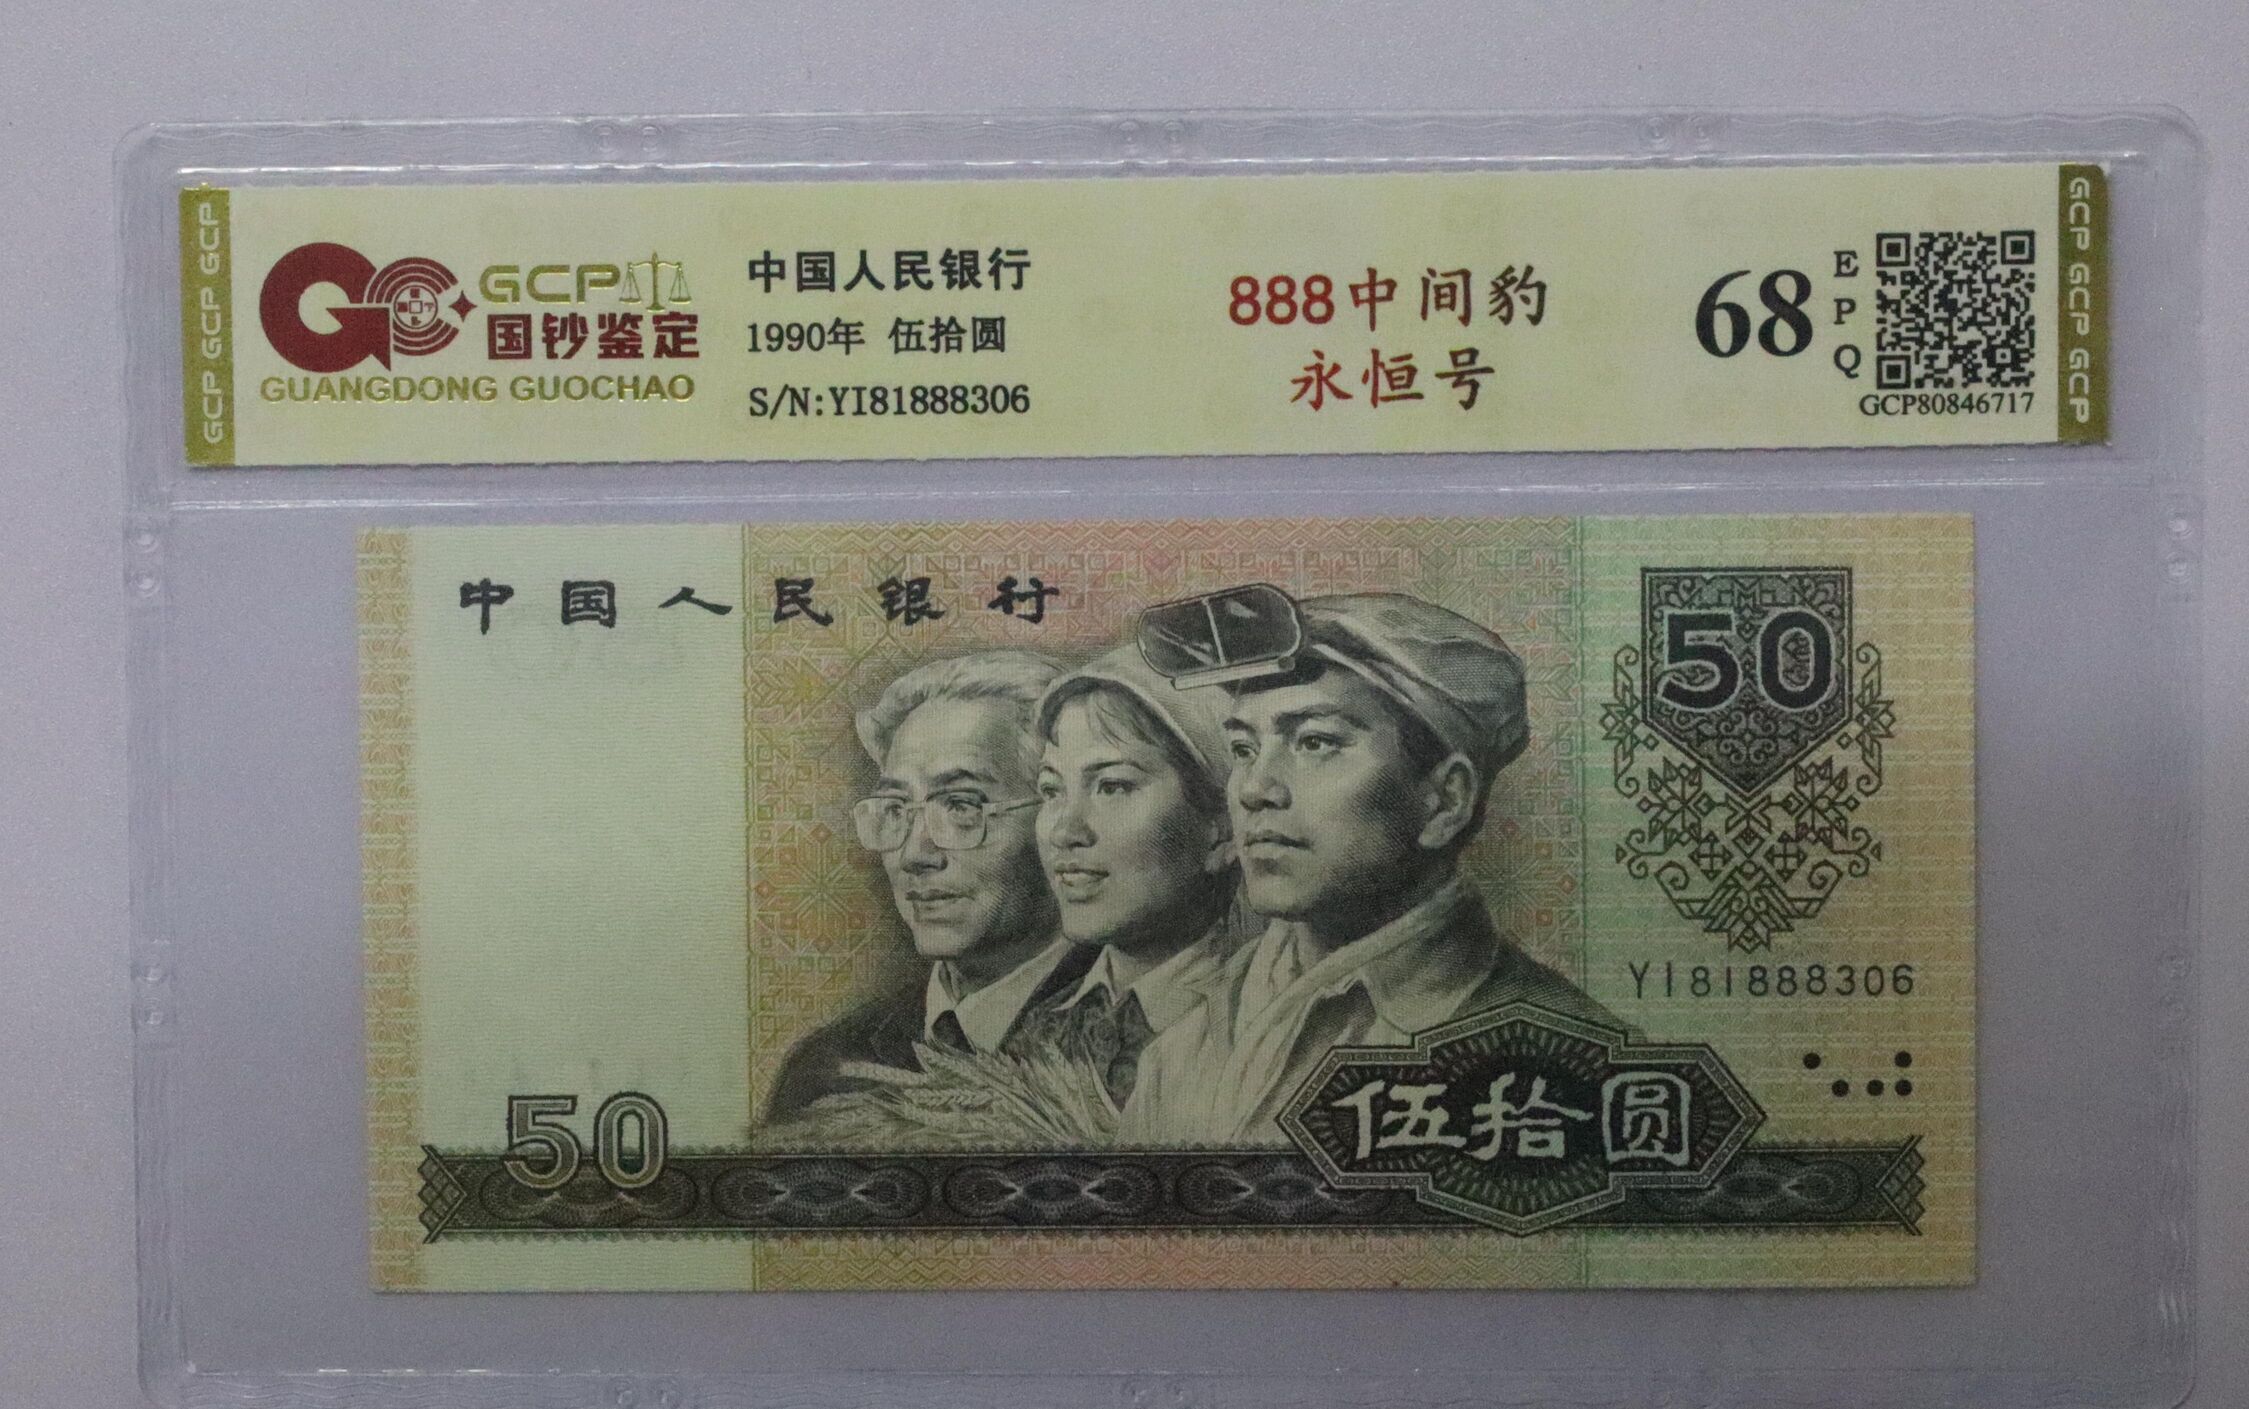 GCP GCP GCP
GCP
国钞鉴定
GUANGDONG GUOCHAO
中国人民银行
1990年 伍拾圆
S/N:YI81888306
888中间豹
永恒号
68
EPQ
GCP80846717
GCP GCP GCP
中国人民银行
50
YI81888306
50
伍拾圆